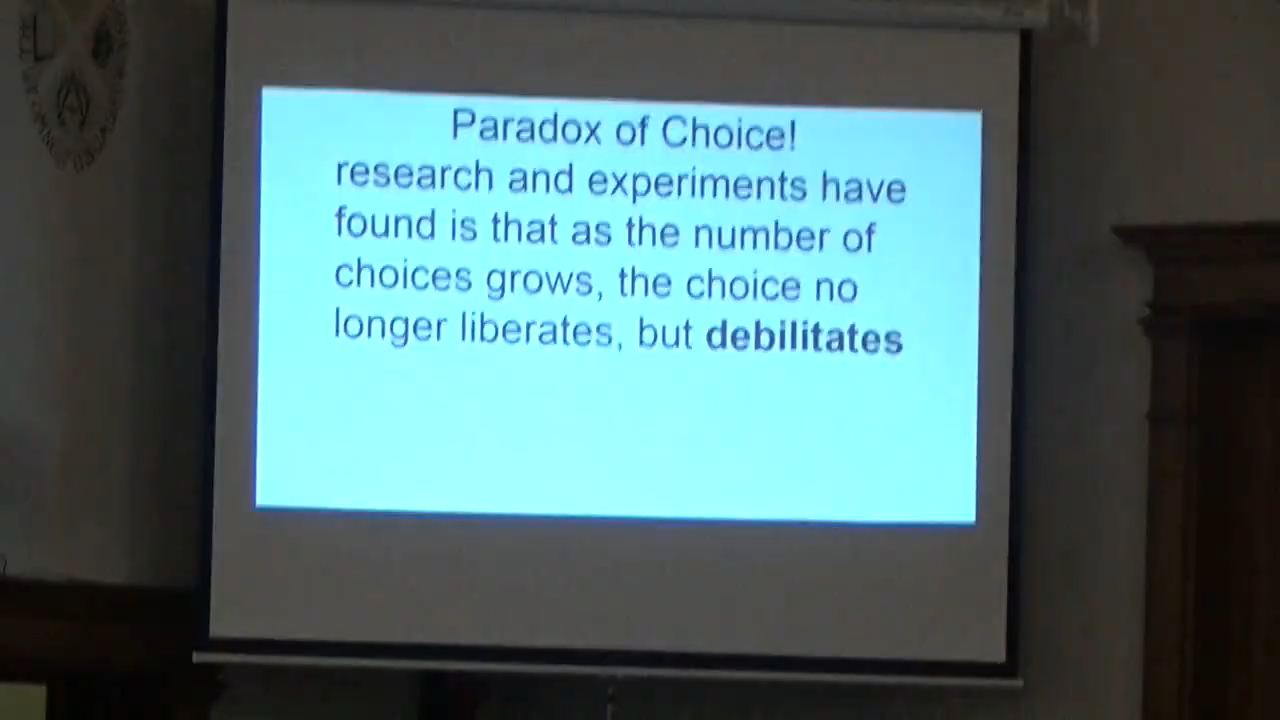 Paradox of Choice!
research and experiments have
found is that as the number of
choices grows, the choice no
longer liberates, but debilitates